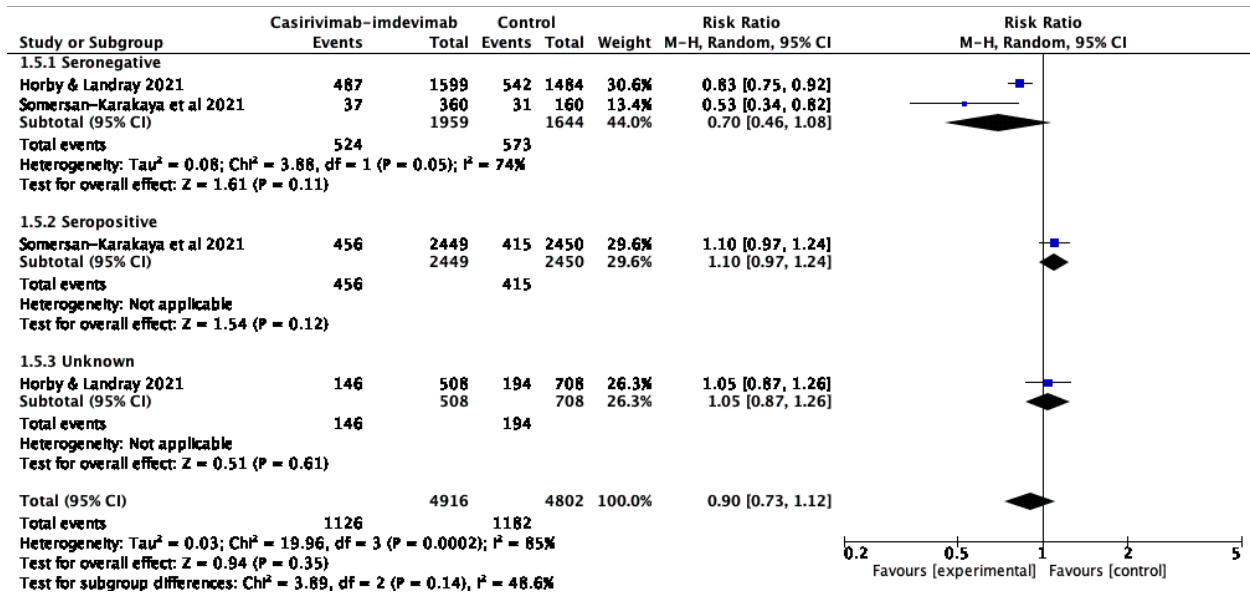 Casirivimab-imdevimab Control Risk Ratio Risk Ratio
Study or Subgroup Events Total Events Total Weight M-H, Random, 95% CI M-H, Random, 95% CI
1.5.1 Seronegative
Horby & Landray 2021 487 1599 542 1484 30.6% 0.83 [0.75, 0.92]
Somersan-Karakaya et al 2021 37 360 31 160 13.4% 0.53 [0.34, 0.82]
Subtotal (95% CI) 1959 1644 44.0% 0.70 [0.46, 1.08]
Total events 524 573
Heterogeneity: Tau² = 0.08; Chi² = 3.88, df = 1 (P = 0.05); I² = 74%
Test for overall effect: Z = 1.61 (P = 0.11)
1.5.2 Seropositive
Somersan-Karakaya et al 2021 456 2449 415 2450 29.6% 1.10 [0.97, 1.24]
Subtotal (95% CI) 2449 2450 29.6% 1.10 [0.97, 1.24]
Total events 456 415
Heterogeneity: Not applicable
Test for overall effect: Z = 1.54 (P = 0.12)
1.5.3 Unknown
Horby & Landray 2021 146 508 194 708 26.3% 1.05 [0.87, 1.26]
Subtotal (95% CI) 508 708 26.3% 1.05 [0.87, 1.26]
Total events 146 194
Heterogeneity: Not applicable
Test for overall effect: Z = 0.51 (P = 0.61)
Total (95% CI) 4916 4802 100.0% 0.90 [0.73, 1.12]
Total events 1126 1182
Heterogeneity: Tau² = 0.03; Chi² = 19.96, df = 3 (P = 0.0002); I² = 85%
Test for overall effect: Z = 0.94 (P = 0.35)
Test for subgroup differences: Chi² = 3.89, df = 2 (P = 0.14), I² = 48.6%
0.2 0.5 1 2 5
Favours [experimental] Favours [control]